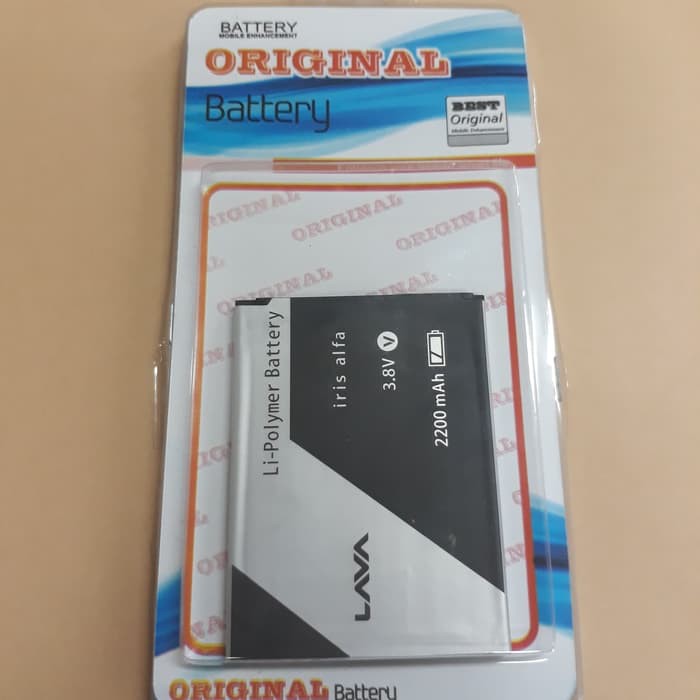 BATTERY
MOBILE ENHANCEMENT
ORIGINAL
Battery
BEST
Original
Mobile Enhancement
ORIGINAL
ORIGINAL
ORIGINAL
ORIGINAL
Li-Polymer Battery
iris alfa
3.8V V
2200 mAh
LAVA
ORIGINAL Battery